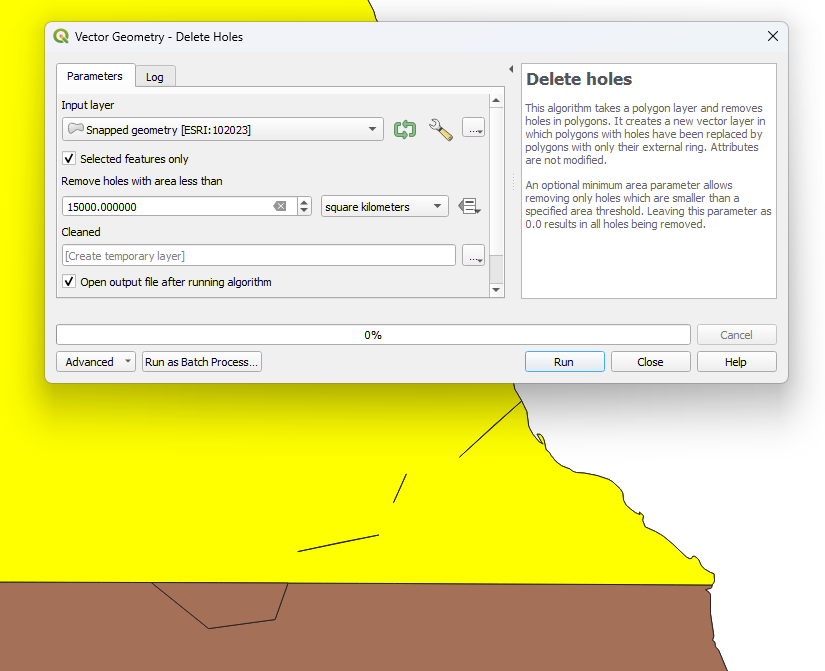 Vector Geometry - Delete Holes
Parameters
Log
Input layer
Snapped geometry [ESRI:102023]
...
Selected features only
Remove holes with area less than
15000.000000
square kilometers
Cleaned
[Create temporary layer]
...
Open output file after running algorithm
Delete holes
This algorithm takes a polygon layer and removes
holes in polygons. It creates a new vector layer in
which polygons with holes have been replaced by
polygons with only their external ring. Attributes
are not modified.
An optional minimum area parameter allows
removing only holes which are smaller than a
specified area threshold. Leaving this parameter as
0.0 results in all holes being removed.
0%
Cancel
Advanced
Run as Batch Process...
Run
Close
Help